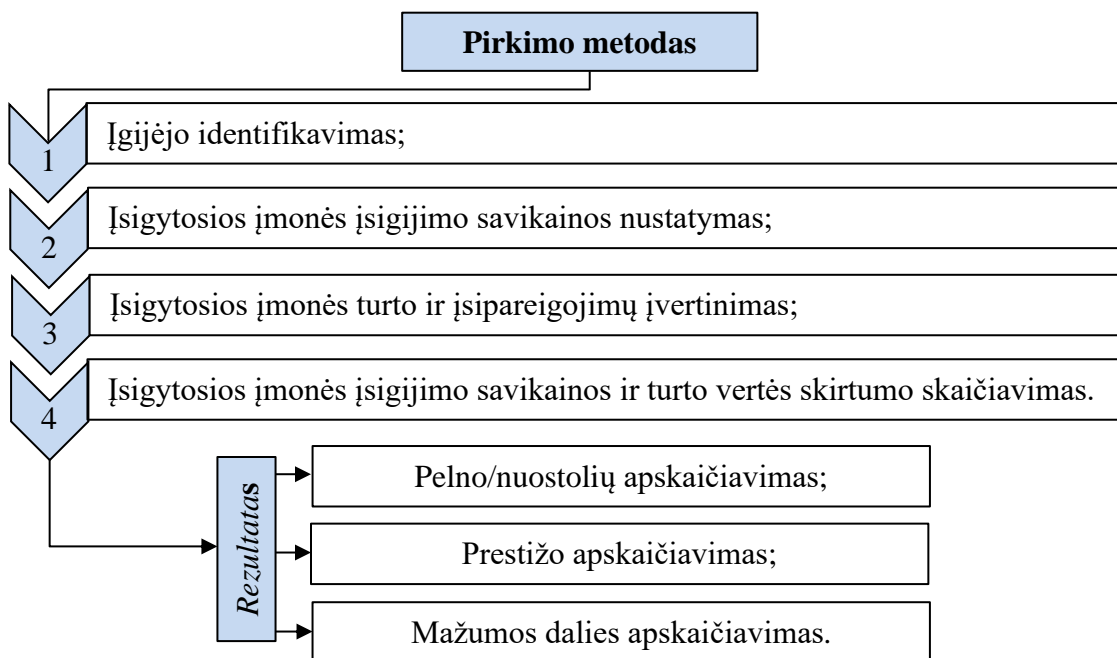 Pirkimo metodas
1
Įgijėjo identifikavimas;
2
Įsigytosios įmonės įsigijimo savikainos nustatymas;
3
Įsigytosios įmonės turto ir įsipareigojimų įvertinimas;
4
Įsigytosios įmonės įsigijimo savikainos ir turto vertės skirtumo skaičiavimas.
Rezultatas
Pelno/nuostolių apskaičiavimas;
Prestižo apskaičiavimas;
Mažumos dalies apskaičiavimas.